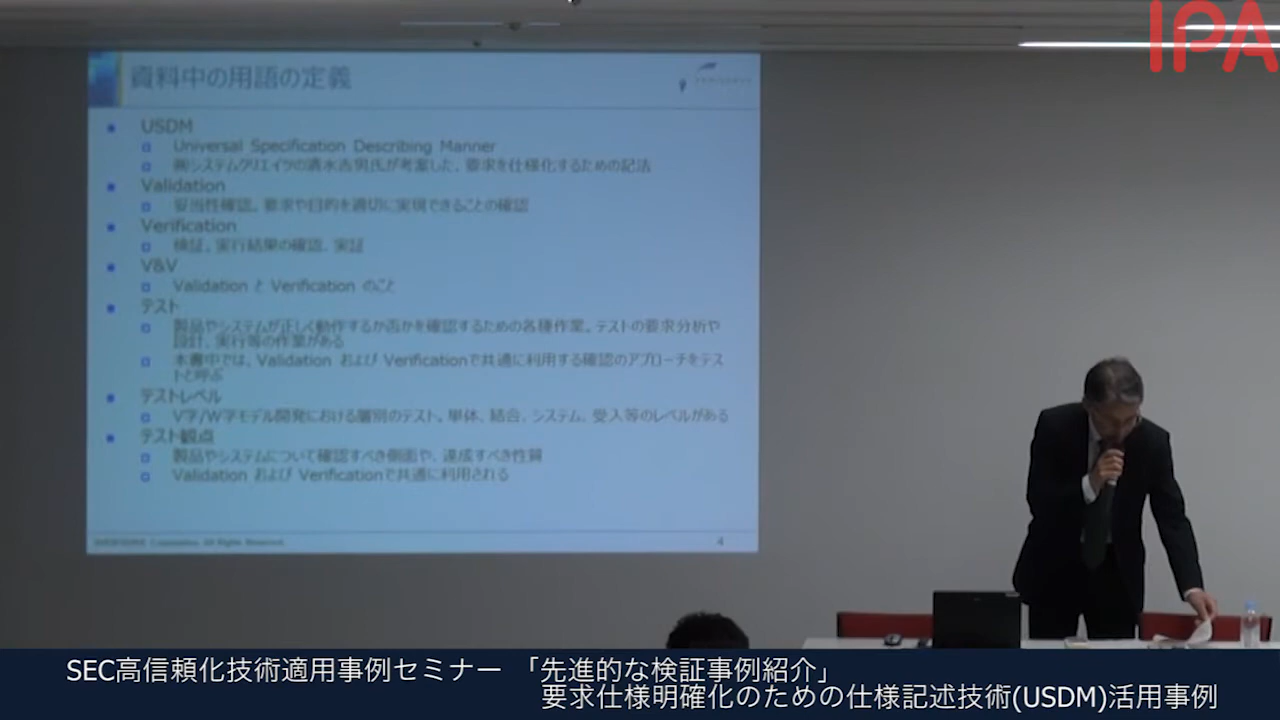 IPA
資料中の用語の定義
USDM
Universal Specification Describing Manner
㈱システムクリエイツの清水吉男氏が考案した、要求を仕様化するための記法
Validation
妥当性確認。要求や目的を適切に実現できることの確認
Verification
検証。実行結果の確認、実証
V&V
Validation と Verification のこと
テスト
製品やシステムが正しく動作するか否かを確認するための各種作業。テストの要求分析や
設計、実行等の作業がある
本書中では、Validation および Verificationで共通に利用する確認のアプローチをテス
トと呼ぶ
テストレベル
V字/W字モデル開発における層別のテスト。単体、結合、システム、受入等のレベルがある
テスト観点
製品やシステムについて確認すべき側面や、達成すべき性質
Validation および Verificationで共通に利用される
Corporation. All Rights Reserved.
4
SEC高信頼化技術適用事例セミナー 「先進的な検証事例紹介」
要求仕様明確化のための仕様記述技術(USDM)活用事例